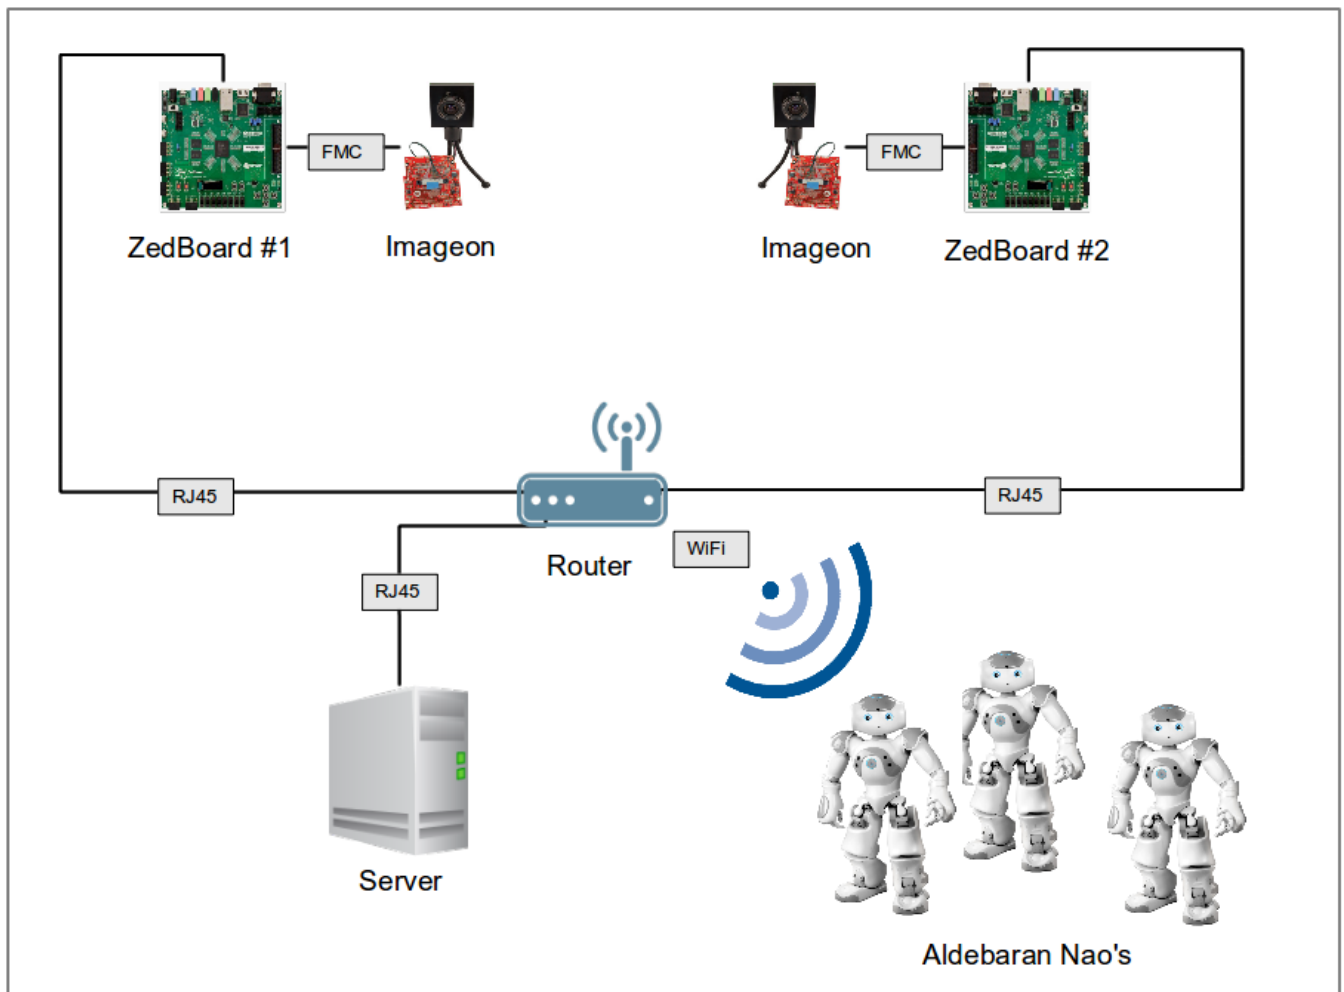 FMC
FMC
ZedBoard #1
Imageon
Imageon
ZedBoard #2
RJ45
RJ45
WiFi
Router
RJ45
Server
Aldebaran Nao's